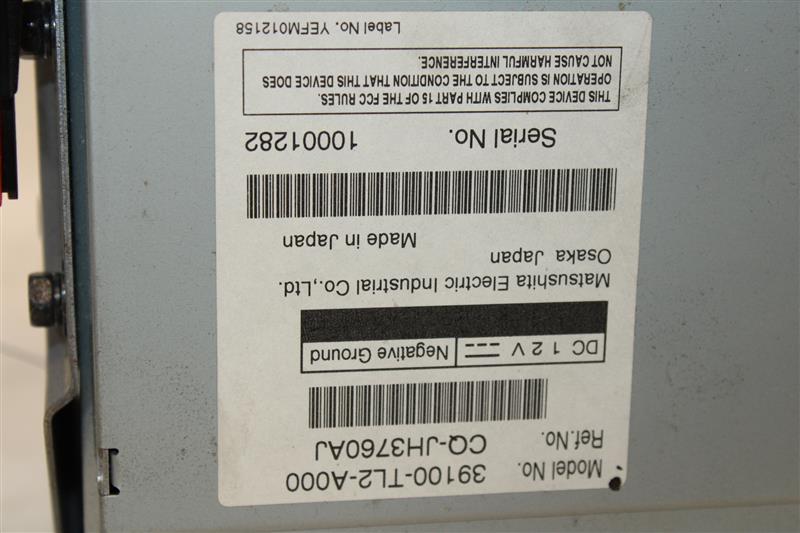 Model No. 39100-TL2-A000
Ref.No. CQ-JH3760AJ
DC 12V Negative Ground
Matsushita Electric Industrial Co.,Ltd.
Osaka Japan
Made in Japan
Serial No. 10001282
THIS DEVICE COMPLIES WITH PART 15 OF THE FCC RULES.
OPERATION IS SUBJECT TO THE CONDITION THAT THIS DEVICE DOES
NOT CAUSE HARMFUL INTERFERENCE.
Label No. YEFM012158